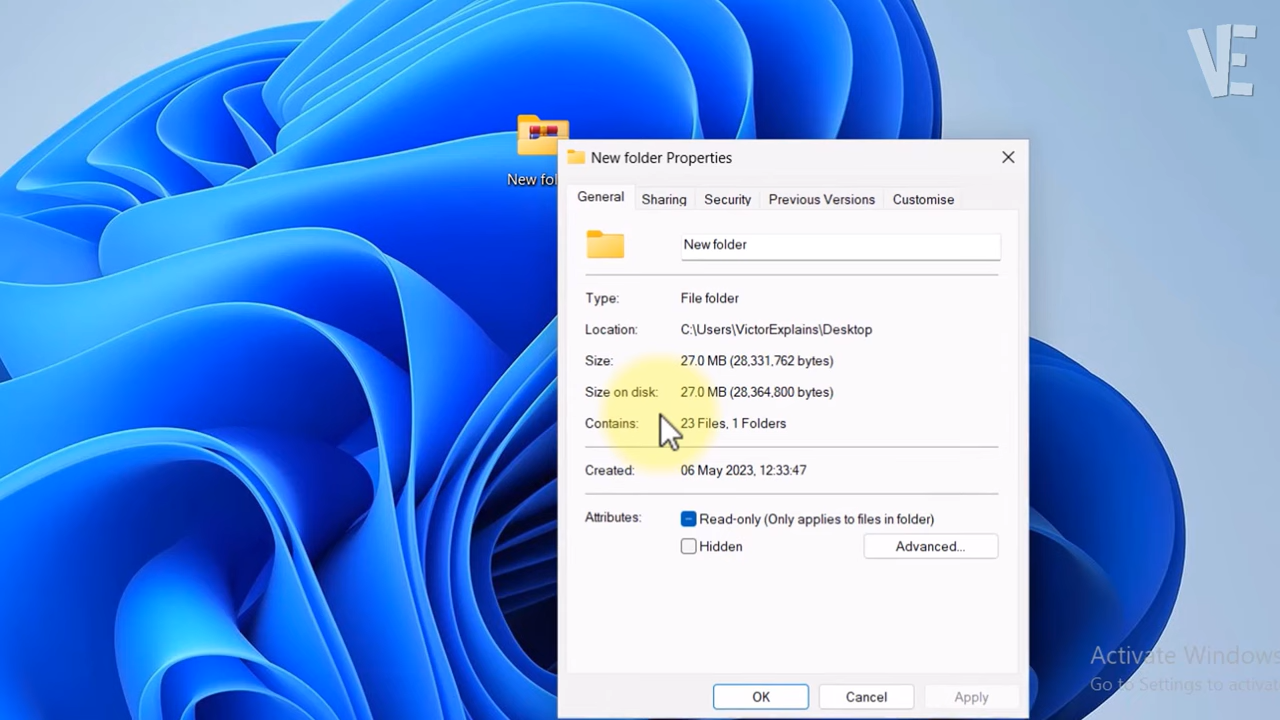 VE
New fol
New folder Properties
General Sharing Security Previous Versions Customise
New folder
Type: File folder
Location: C:\Users\VictorExplains\Desktop
Size: 27.0 MB (28,331,762 bytes)
Size on disk: 27.0 MB (28,364,800 bytes)
Contains: 23 Files, 1 Folders
Created: 06 May 2023, 12:33:47
Attributes: Read-only (Only applies to files in folder)
Hidden Advanced...
Activate Windows
Go to Settings to activat
OK Cancel Apply